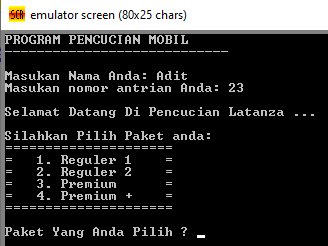 emulator screen (80x25 chars)
PROGRAM PENCUCIAN MOBIL
----------------------------
Masukan Nama Anda: Adit
Masukan nomor antrian Anda: 23
Selamat Datang Di Pencucian Latanza ...
Silahkan Pilih Paket anda:
=====================
=   1. Reguler 1    =
=   2. Reguler 2    =
=   3. Premium      =
=   4. Premium +    =
=====================
Paket Yang Anda Pilih ? _